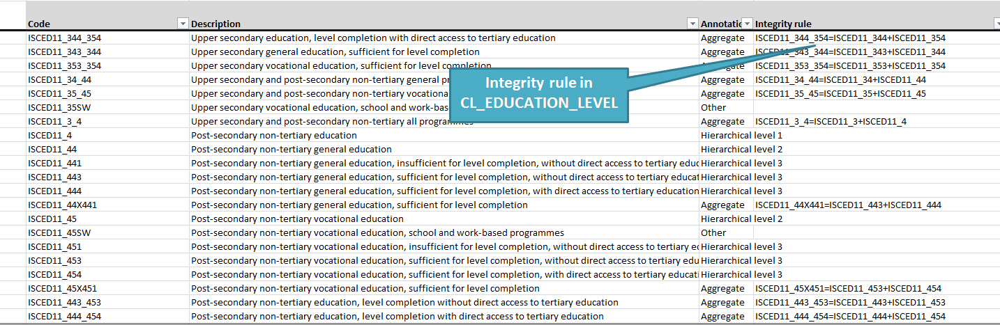 Code Description Annotatic Integrity rule
ISCED11_344_354 Upper secondary education, level completion with direct access to tertiary education Aggregate ISCED11_344_354=ISCED11_344+ISCED11_354
ISCED11_343_344 Upper secondary general education, sufficient for level completion Aggregate ISCED11_343_344=ISCED11_343+ISCED11_344
ISCED11_353_354 Upper secondary vocational education, sufficient for level completion Aggregate ISCED11_353_354=ISCED11_353+ISCED11_354
ISCED11_34_44 Upper secondary and post-secondary non-tertiary general pr Aggregate ISCED11_34_44=ISCED11_34+ISCED11_44
ISCED11_35_45 Upper secondary and post-secondary non-tertiary vocationa Aggregate ISCED11_35_45=ISCED11_35+ISCED11_45
ISCED11_35SW Upper secondary vocational education, school and work-bas Other
ISCED11_3_4 Upper secondary and post-secondary non-tertiary all programmes Aggregate ISCED11_3_4=ISCED11_3+ISCED11_4
Integrity rule in
CL_EDUCATION_LEVEL
ISCED11_4 Post-secondary non-tertiary education Hierarchical level 1
ISCED11_44 Post-secondary non-tertiary general education Hierarchical level 2
ISCED11_441 Post-secondary non-tertiary general education, insufficient for level completion, without direct access to tertiary educ Hierarchical level 3
ISCED11_443 Post-secondary non-tertiary general education, sufficient for level completion, without direct access to tertiary educat Hierarchical level 3
ISCED11_444 Post-secondary non-tertiary general education, sufficient for level completion, with direct access to tertiary education Hierarchical level 3
ISCED11_44X441 Post-secondary non-tertiary general education, sufficient for level completion Aggregate ISCED11_44X441=ISCED11_443+ISCED11_444
ISCED11_45 Post-secondary non-tertiary vocational education Hierarchical level 2
ISCED11_45SW Post-secondary non-tertiary vocational education, school and work-based programmes Other
ISCED11_451 Post-secondary non-tertiary vocational education, insufficient for level completion, without direct access to tertiary e Hierarchical level 3
ISCED11_453 Post-secondary non-tertiary vocational education, sufficient for level completion, without direct access to tertiary edu Hierarchical level 3
ISCED11_454 Post-secondary non-tertiary vocational education, sufficient for level completion, with direct access to tertiary educati Hierarchical level 3
ISCED11_45X451 Post-secondary non-tertiary vocational education, sufficient for level completion Aggregate ISCED11_45X451=ISCED11_453+ISCED11_454
ISCED11_443_453 Post-secondary non-tertiary education, level completion without direct access to tertiary education Aggregate ISCED11_443_453=ISCED11_443+ISCED11_453
ISCED11_444_454 Post-secondary non-tertiary education, level completion with direct access to tertiary education Aggregate ISCED11_444_454=ISCED11_444+ISCED11_454